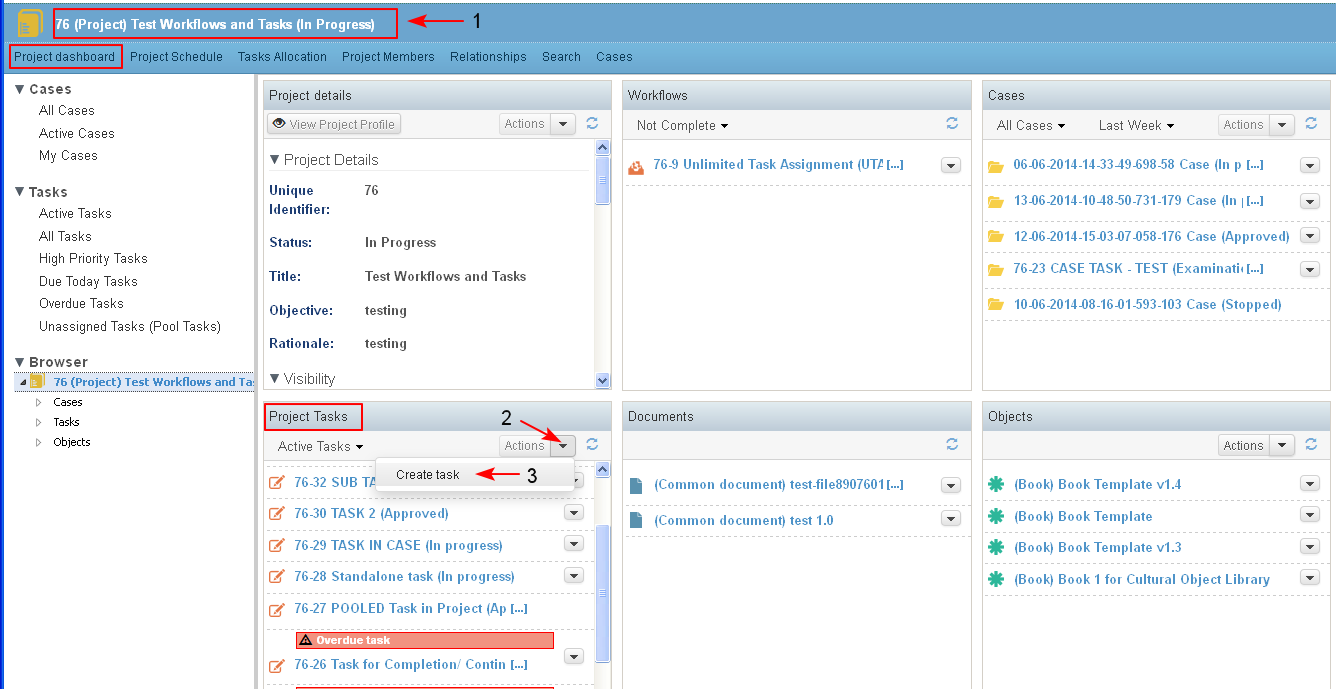 76 (Project) Test Workflows and Tasks (In Progress)
1
Project dashboard Project Schedule Tasks Allocation Project Members Relationships Search Cases
Cases
All Cases
Active Cases
My Cases
Tasks
Active Tasks
All Tasks
High Priority Tasks
Due Today Tasks
Overdue Tasks
Unassigned Tasks (Pool Tasks)
Browser
76 (Project) Test Workflows and Tas
Cases
Tasks
Objects
Project details
View Project Profile Actions
Project Details
Unique Identifier: 76
Status: In Progress
Title: Test Workflows and Tasks
Objective: testing
Rationale: testing
Visibility
Workflows
Not Complete
76-9 Unlimited Task Assignment (UTA[...]
Cases
All Cases Last Week Actions
06-06-2014-14-33-49-698-58 Case (In p[...]
13-06-2014-10-48-50-731-179 Case (In [...]
12-06-2014-15-03-07-058-176 Case (Approved)
76-23 CASE TASK - TEST (Examinati[...]
10-06-2014-08-16-01-593-103 Case (Stopped)
Project Tasks
2
Active Tasks Actions
Create task
3
76-32 SUB TA
76-30 TASK 2 (Approved)
76-29 TASK IN CASE (In progress)
76-28 Standalone task (In progress)
76-27 POOLED Task in Project (Ap [...]
Overdue task
76-26 Task for Completion/ Contin [...]
Documents
(Common document) test-file8907601[...]
(Common document) test 1.0
Objects
Actions
(Book) Book Template v1.4
(Book) Book Template
(Book) Book Template v1.3
(Book) Book 1 for Cultural Object Library